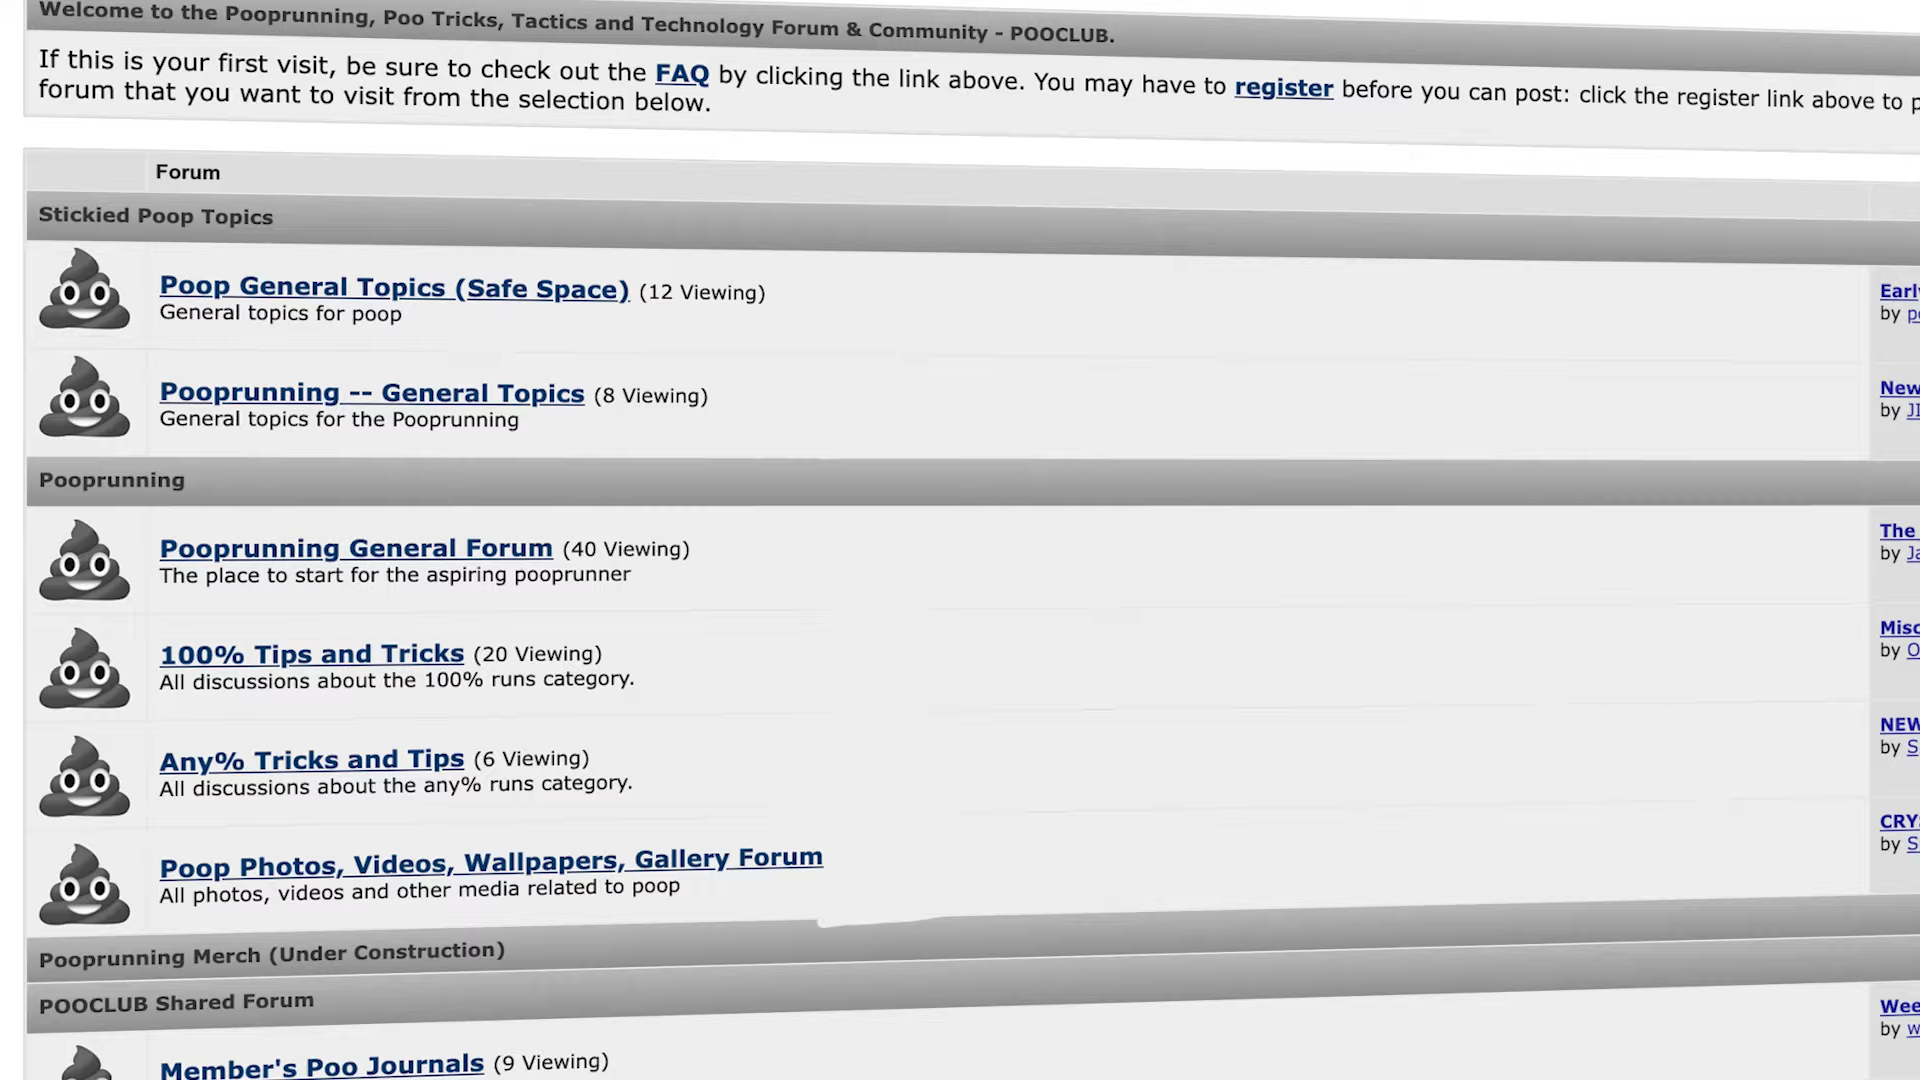 Welcome to the Pooprunning, Poo Tricks, Tactics and Technology Forum & Community - POOCLUB.
If this is your first visit, be sure to check out the FAQ by clicking the link above. You may have to register before you can post: click the register link above to
forum that you want to visit from the selection below.
Forum
Stickied Poop Topics
Poop General Topics (Safe Space) (12 Viewing)
General topics for poop
Early
by
Pooprunning -- General Topics (8 Viewing)
General topics for the Pooprunning
New
by
Pooprunning
Pooprunning General Forum (40 Viewing)
The place to start for the aspiring pooprunner
The
by
100% Tips and Tricks (20 Viewing)
All discussions about the 100% runs category.
Misc
by
Any% Tricks and Tips (6 Viewing)
All discussions about the any% runs category.
NEW
by
Poop Photos, Videos, Wallpapers, Gallery Forum
All photos, videos and other media related to poop
CRY
by
Pooprunning Merch (Under Construction)
POOCLUB Shared Forum
Member's Poo Journals (9 Viewing)
Wee
by